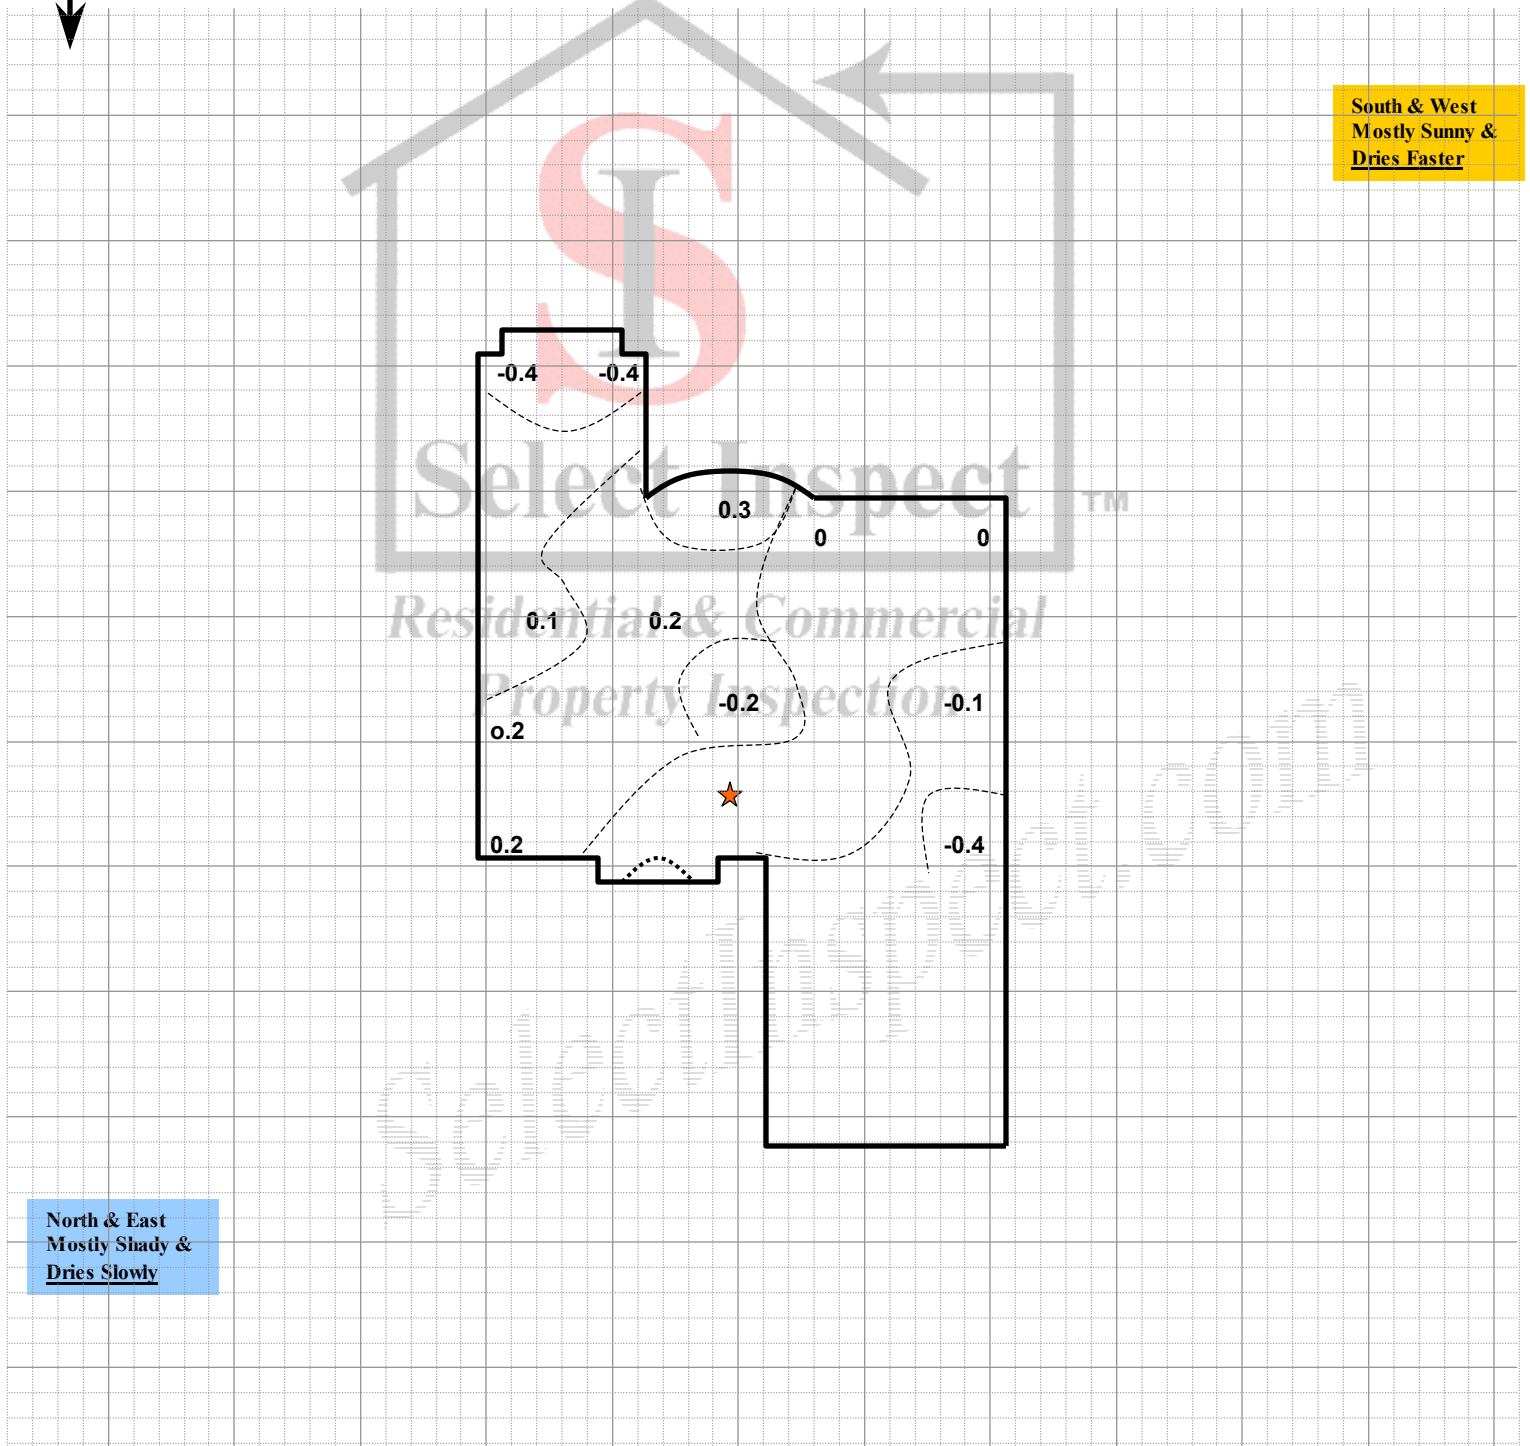 South & West
Mostly Sunny &
Dries Faster
S
I
-0.4 -0.4
Select Inspect TM
0.3
0 0
Residential & Commercial
0.1 0.2
Property Inspection
-0.2 -0.1
o.2
0.2 -0.4
SelectInspect.com
North & East
Mostly Shady &
Dries Slowly